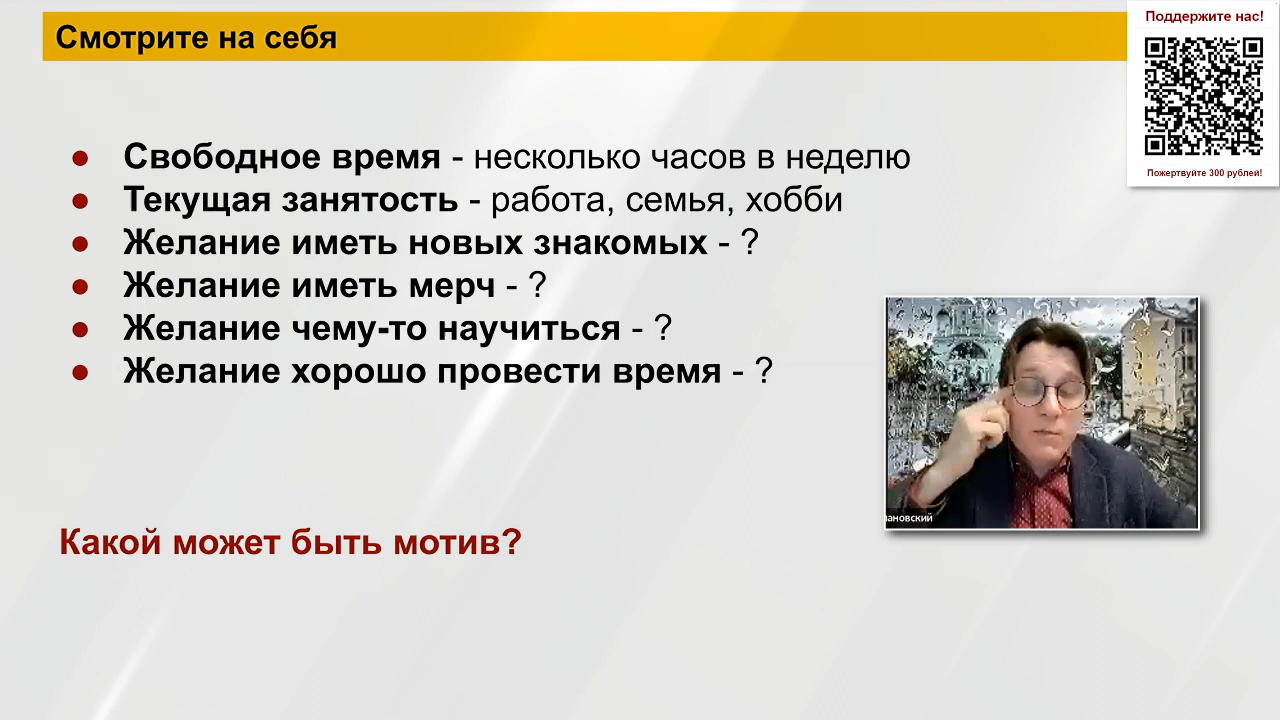 Смотрите на себя
Поддержите нас!
Пожертвуйте 300 рублей!
● Свободное время - несколько часов в неделю
● Текущая занятость - работа, семья, хобби
● Желание иметь новых знакомых - ?
● Желание иметь мерч - ?
● Желание чему-то научиться - ?
● Желание хорошо провести время - ?
Какой может быть мотив?